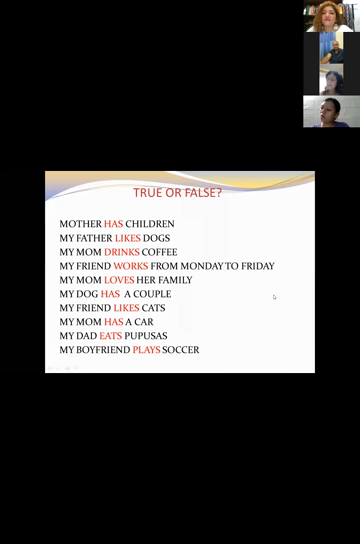 TRUE OR FALSE?
MOTHER HAS CHILDREN
MY FATHER LIKES DOGS
MY MOM DRINKS COFFEE
MY FRIEND WORKS FROM MONDAY TO FRIDAY
MY MOM LOVES HER FAMILY
MY DOG HAS A COUPLE
MY FRIEND LIKES CATS
MY MOM HAS A CAR
MY DAD EATS PUPUSAS
MY BOYFRIEND PLAYS SOCCER